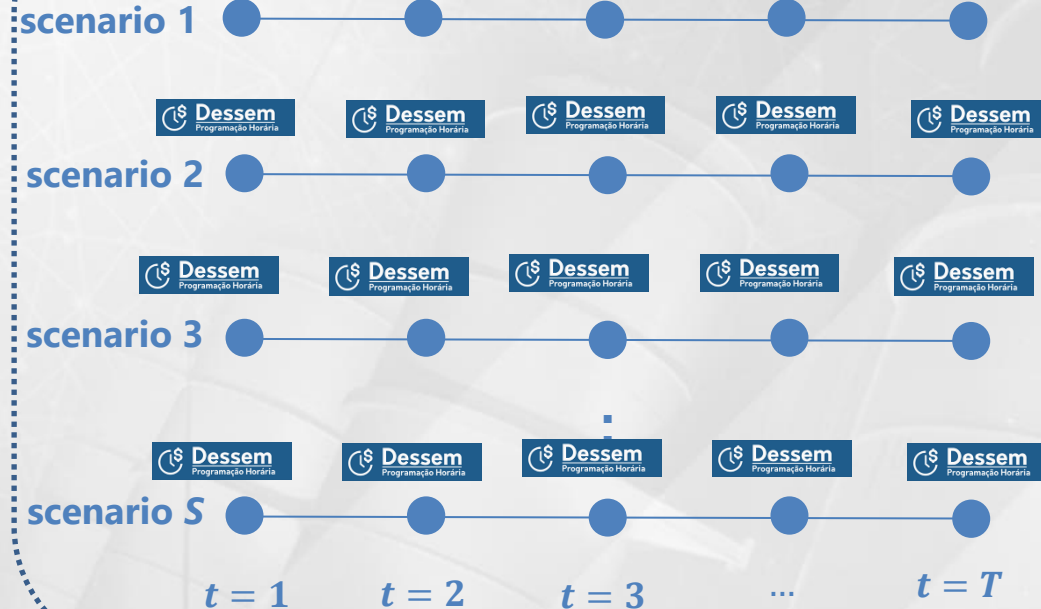 scenario 1
Dessem Dessem Dessem Dessem Dessem
Programação Horária Programação Horária Programação Horária Programação Horária Programação Horária
scenario 2
Dessem Dessem Dessem Dessem Dessem
Programação Horária Programação Horária Programação Horária Programação Horária Programação Horária
scenario 3
:
Dessem Dessem Dessem Dessem Dessem
Programação Horária Programação Horária Programação Horária Programação Horária Programação Horária
scenario S
t = 1 t = 2 t = 3 ... t = T